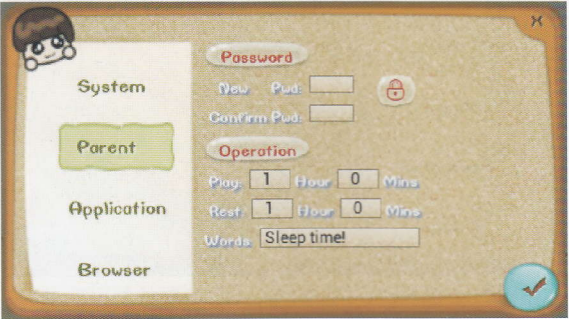 X
Password
System
New Pwd:
Confirm Pwd:
Parent
Operation
Play: 1 Hour 0 Mins
Application
Rest: 1 Hour 0 Mins
Words: Sleep time!
Browser